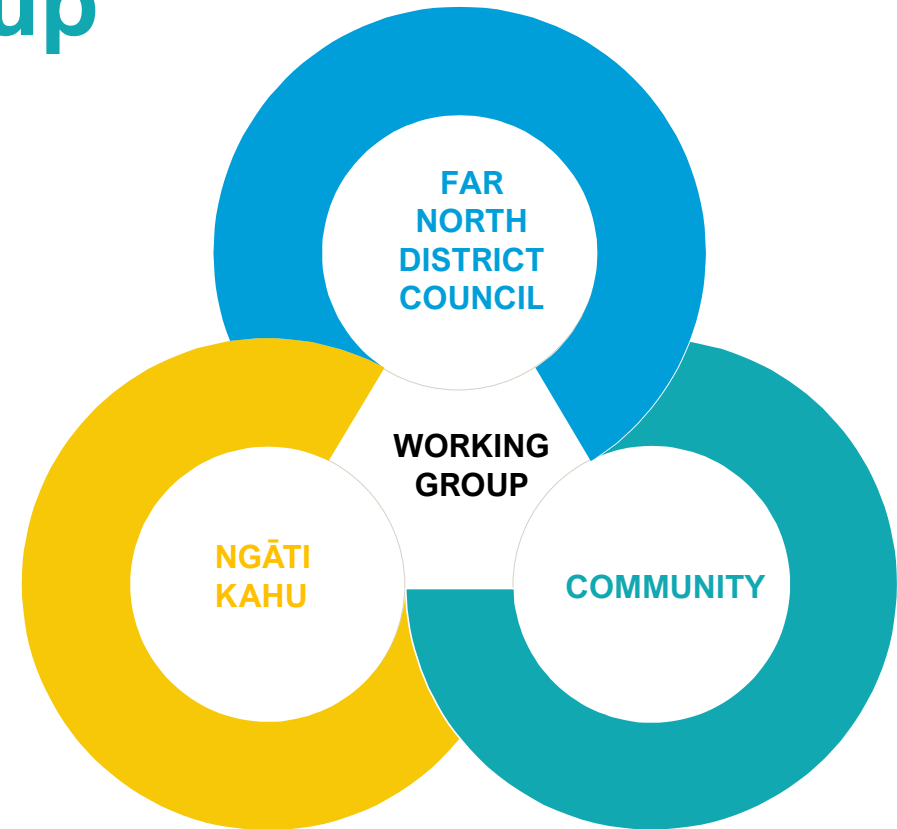 up
FAR
NORTH
DISTRICT
COUNCIL
WORKING
GROUP
NGĀTI
KAHU
COMMUNITY